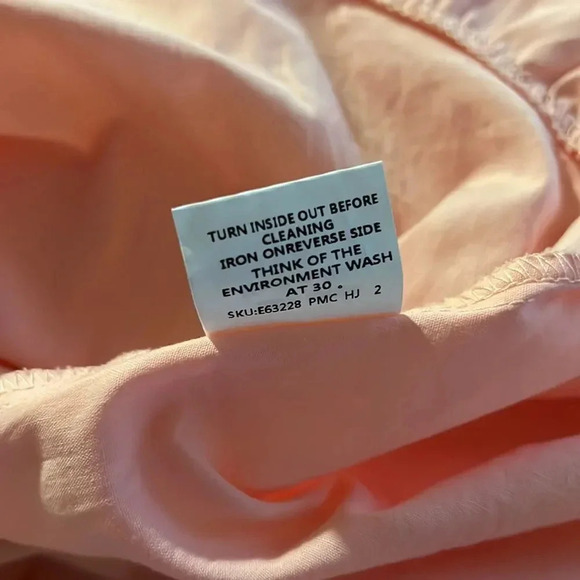 TURN INSIDE OUT BEFORE
CLEANING
IRON ONREVERSE SIDE
THINK OF THE
ENVIRONMENT WASH
AT 30 °
SKU:E63228 PMC HJ 2